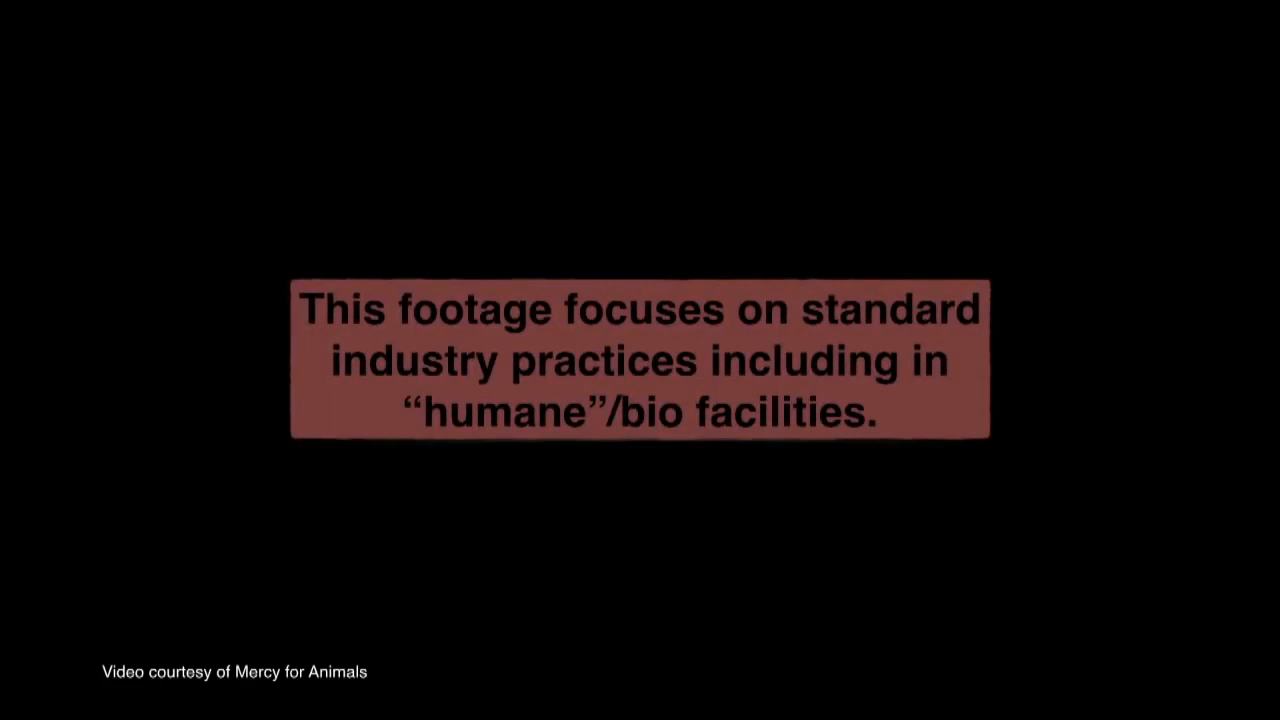 This footage focuses on standard
industry practices including in
“humane”/bio facilities.
Video courtesy of Mercy for Animals